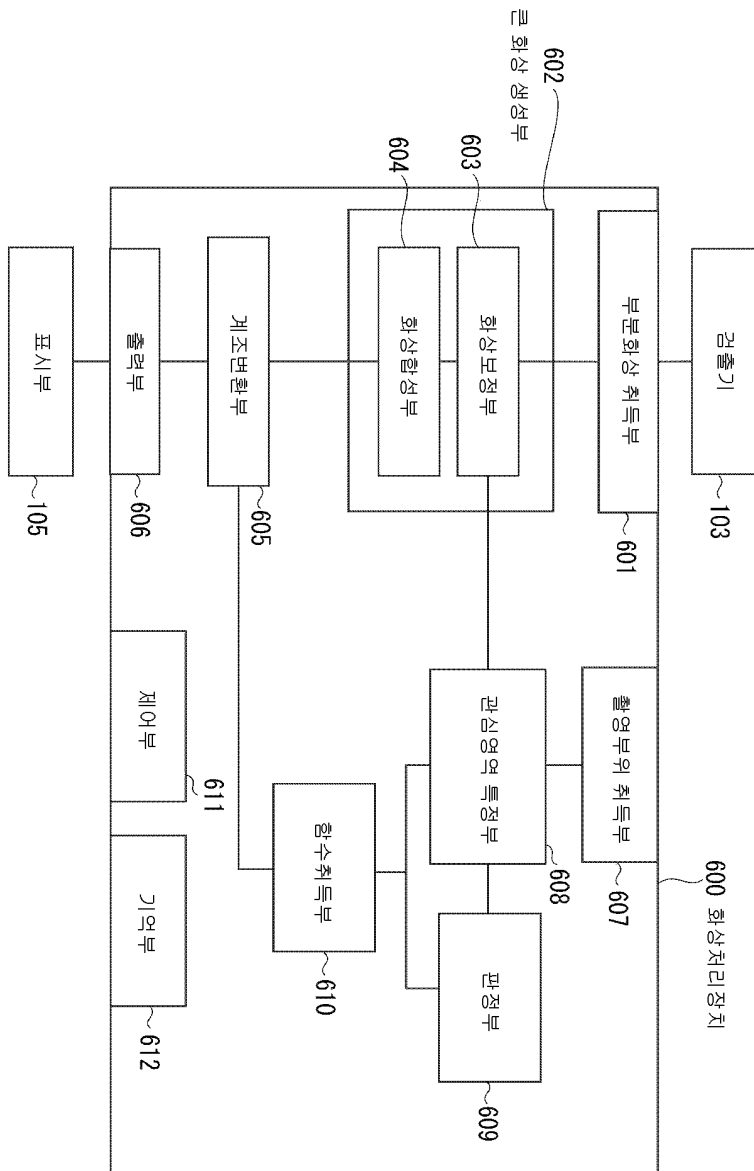 600 화상처리장치
602
큰 화상 생성부
103
검출기
601
부분화상 취득부
603
화상보정부
604
화상합성부
605
계조변환부
606
출력부
105
표시부
607
촬영부위 취득부
608
관심영역 특정부
609
판정부
610
함수취득부
611
제어부
612
기억부